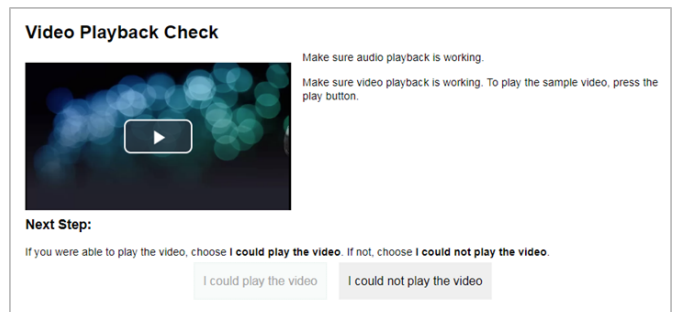 Video Playback Check
Make sure audio playback is working.
Make sure video playback is working. To play the sample video, press the
play button.
Next Step:
If you were able to play the video, choose I could play the video. If not, choose I could not play the video.
I could play the video
I could not play the video